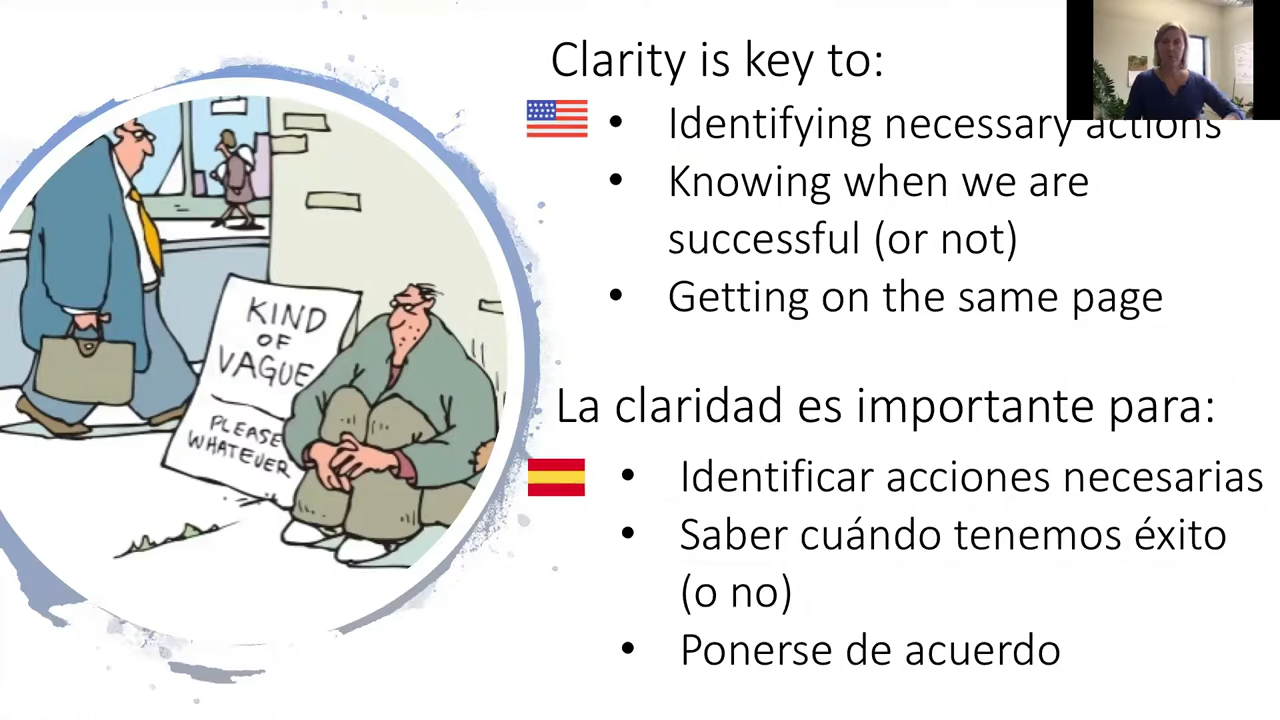 Clarity is key to:
• Identifying necessary actions
• Knowing when we are
successful (or not)
• Getting on the same page
La claridad es importante para:
• Identificar acciones necesarias
• Saber cuándo tenemos éxito
(o no)
• Ponerse de acuerdo
KIND
OF
VAGUE
PLEASE
WHATEVER